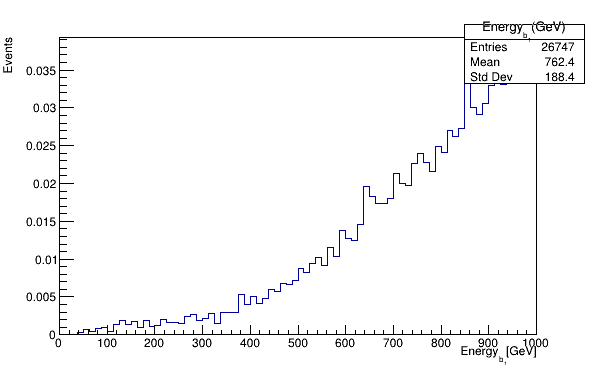 Energy_b_1(GeV)
Entries 26747
Mean 762.4
Std Dev 188.4
Events
0.035
0.03
0.025
0.02
0.015
0.01
0.005
0
0 100 200 300 400 500 600 700 800 900 1000
Energy_b_1[GeV]